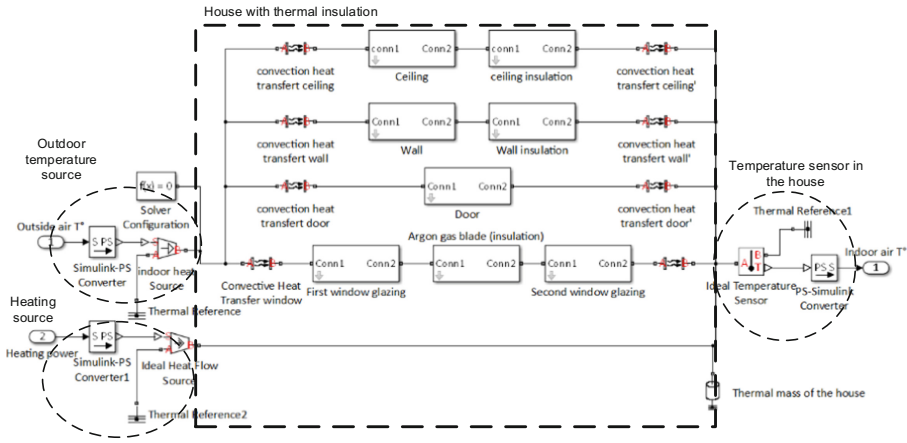 House with thermal insulation
conn1 Conn2
conn1 Conn2
convection heat
transfert ceiling
Ceiling
ceiling insulation
convection heat
transfert ceiling'
Conn1 Conn2
Conn1 Conn2
convection heat
transfert wall
Wall
Wall insulation
convection heat
transfert wall'
Outdoor
temperature
source
f(x) = 0
Solver
Configuration
Conn1 Conn2
convection heat
transfert door
Door
convection heat
transfert door'
Temperature sensor in
the house
Thermal Reference1
Outside air T°
1
S PS
Simulink-PS
Converter
indoor heat
Source
Thermal Reference
Argon gas blade (insulation)
Convective Heat
Transfer window
Conn1 Conn2
First window glazing
Conn1 Conn2
Conn1 Conn2
Second window glazing
A B
T
Ideal Temperature
Sensor
PS S
PS-Simulink
Converter
Indoor air T°
1
Heating
source
2
Heating power
S PS
Simulink-PS
Converter1
Ideal Heat Flow
Source
Thermal Reference2
Thermal mass of the house